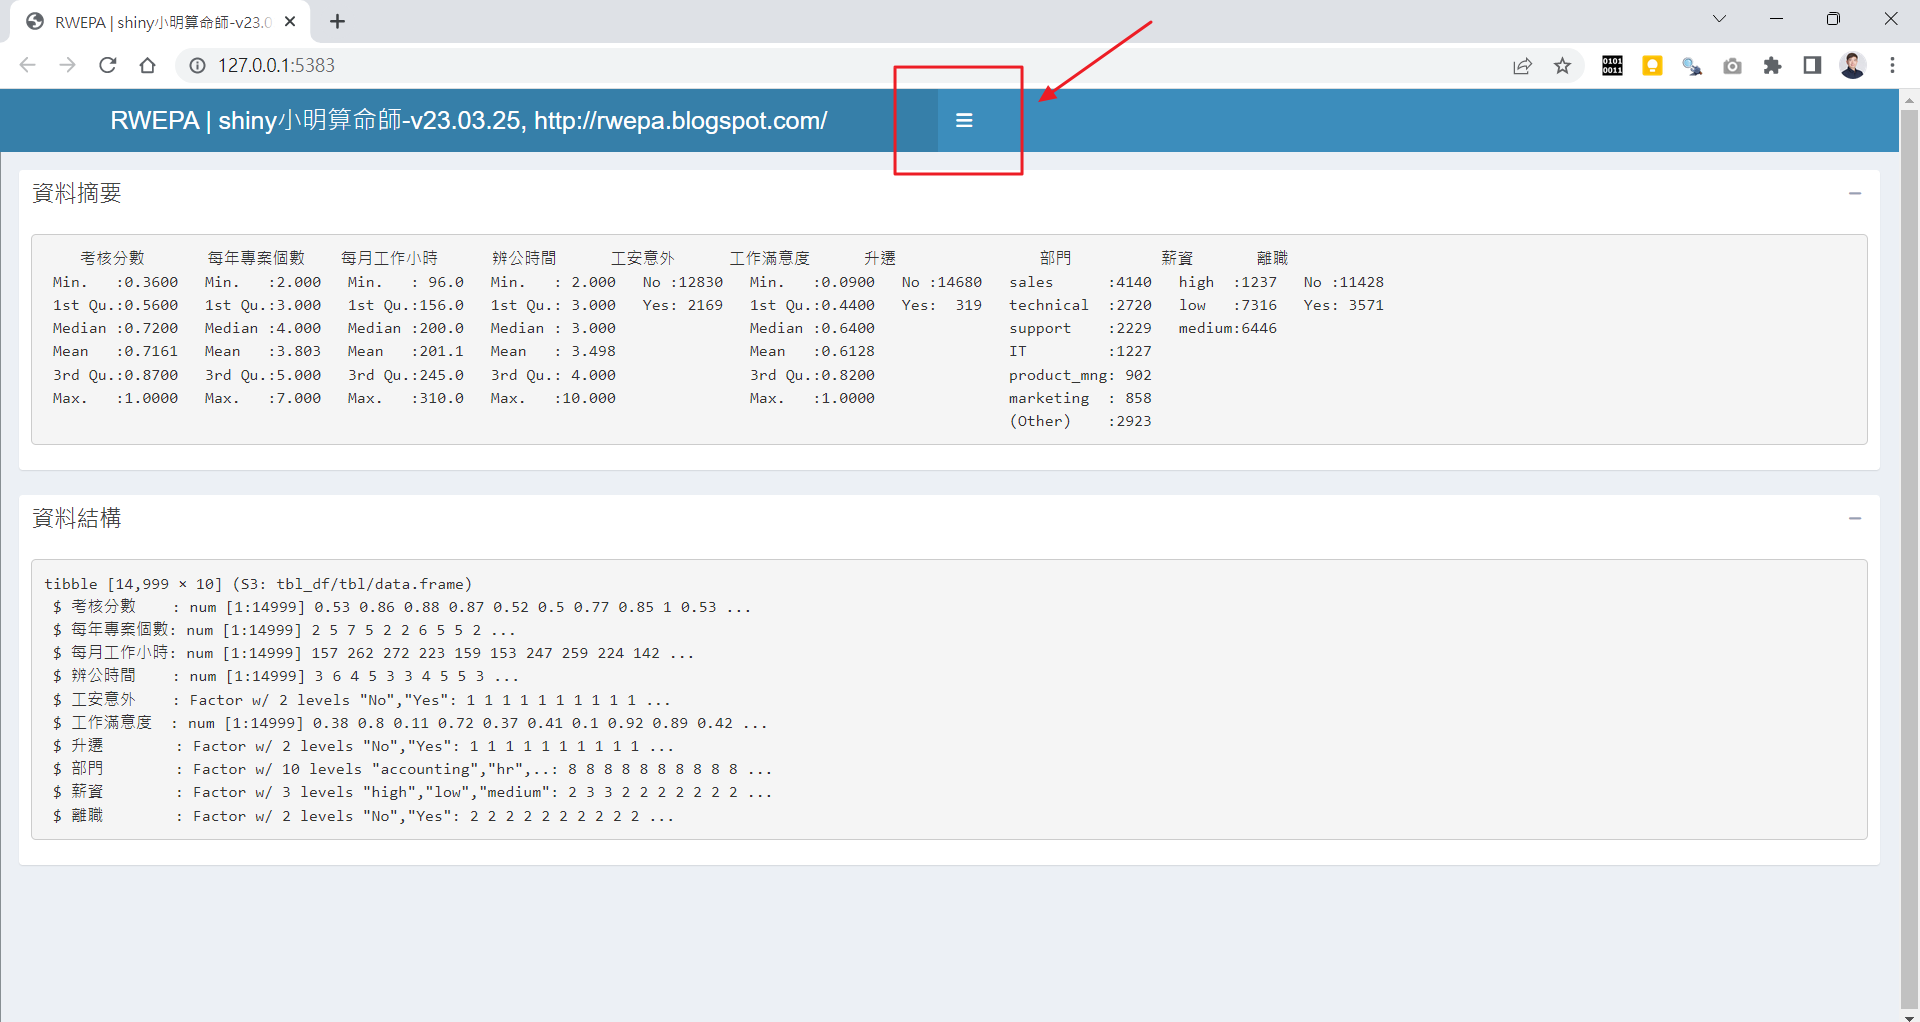 RWEPA | shiny小明算命師-v23.0
127.0.0.1:5383
0101
0011
RWEPA | shiny小明算命師-v23.03.25, http://rwepa.blogspot.com/
資料摘要
考核分數 每年專案個數 每月工作小時 辦公時間 工安意外 工作滿意度 升遷 部門 薪資 離職
Min. :0.3600 Min. :2.000 Min. : 96.0 Min. : 2.000 No :12830 Min. :0.0900 No :14680 sales :4140 high :1237 No :11428
1st Qu.:0.5600 1st Qu.:3.000 1st Qu.:156.0 1st Qu.: 3.000 Yes: 2169 1st Qu.:0.4400 Yes: 319 technical :2720 low :7316 Yes: 3571
Median :0.7200 Median :4.000 Median :200.0 Median : 3.000 Median :0.6400 support :2229 medium:6446
Mean :0.7161 Mean :3.803 Mean :201.1 Mean : 3.498 Mean :0.6128 IT :1227
3rd Qu.:0.8700 3rd Qu.:5.000 3rd Qu.:245.0 3rd Qu.: 4.000 3rd Qu.:0.8200 product_mng: 902
Max. :1.0000 Max. :7.000 Max. :310.0 Max. :10.000 Max. :1.0000 marketing : 858
(Other) :2923
資料結構
tibble [14,999 × 10] (S3: tbl_df/tbl/data.frame)
$ 考核分數 : num [1:14999] 0.53 0.86 0.88 0.87 0.52 0.5 0.77 0.85 1 0.53 ...
$ 每年專案個數: num [1:14999] 2 5 7 5 2 2 6 5 5 2 ...
$ 每月工作小時: num [1:14999] 157 262 272 223 159 153 247 259 224 142 ...
$ 辦公時間 : num [1:14999] 3 6 4 5 3 3 4 5 5 3 ...
$ 工安意外 : Factor w/ 2 levels "No","Yes": 1 1 1 1 1 1 1 1 1 1 ...
$ 工作滿意度 : num [1:14999] 0.38 0.8 0.11 0.72 0.37 0.41 0.1 0.92 0.89 0.42 ...
$ 升遷 : Factor w/ 2 levels "No","Yes": 1 1 1 1 1 1 1 1 1 1 ...
$ 部門 : Factor w/ 10 levels "accounting","hr",..: 8 8 8 8 8 8 8 8 8 8 ...
$ 薪資 : Factor w/ 3 levels "high","low","medium": 2 3 3 2 2 2 2 2 2 2 ...
$ 離職 : Factor w/ 2 levels "No","Yes": 2 2 2 2 2 2 2 2 2 2 ...